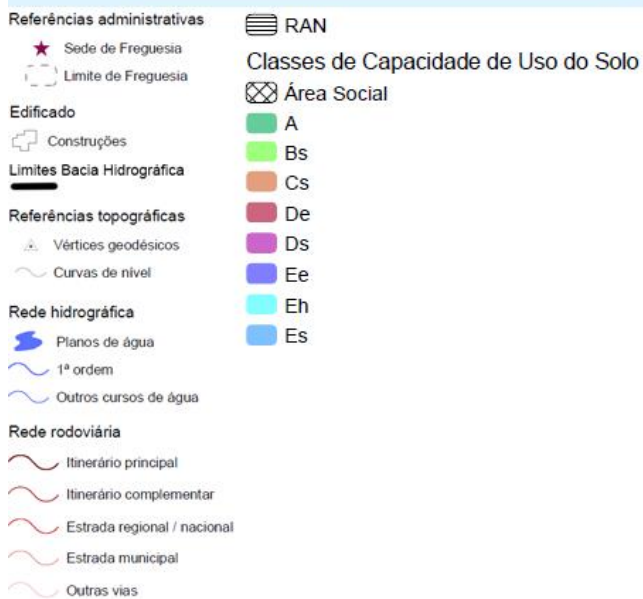 Referências administrativas
Sede de Freguesia
Limite de Freguesia
Edificado
Construções
Limites Bacia Hidrográfica
Referências topográficas
Vértices geodésicos
Curvas de nível
Rede hidrográfica
Planos de água
1ª ordem
Outros cursos de água
Rede rodoviária
Itinerário principal
Itinerário complementar
Estrada regional / nacional
Estrada municipal
Outras vias
RAN
Classes de Capacidade de Uso do Solo
Área Social
A
Bs
Cs
De
Ds
Ee
Eh
Es